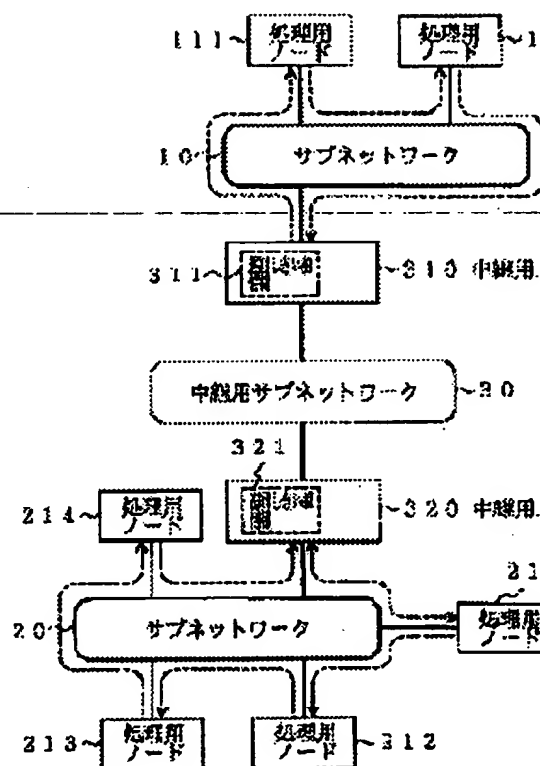 111
処理用
ノード
処理用
ノード
1
10
サブネットワーク
311
310 中継用
中継用サブネットワーク
30
321
214
処理用
ノード
320 中継用
21
20
サブネットワーク
処理用
ノード
213
処理用
ノード
処理用
ノード
212